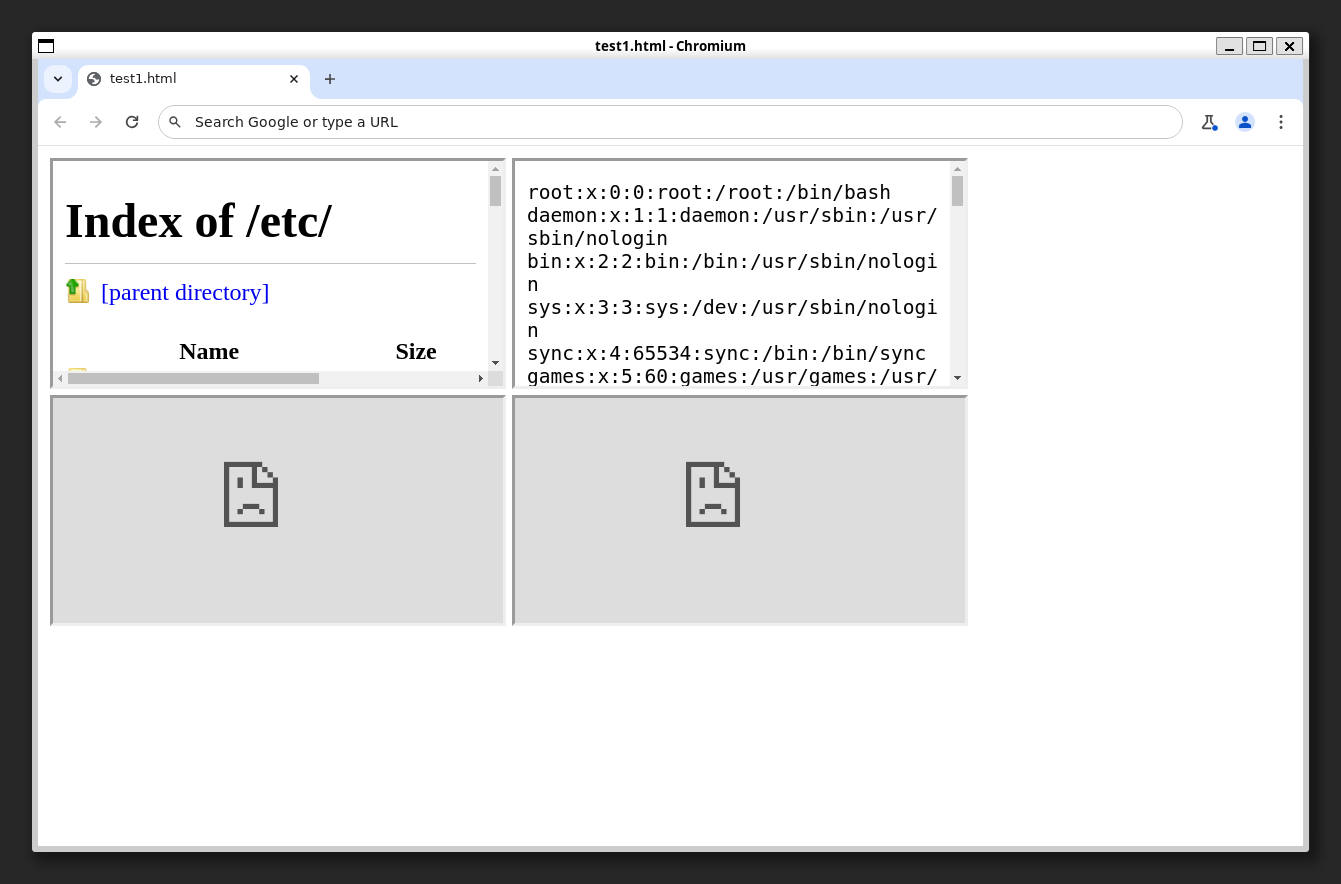 test1.html - Chromium
test1.html
Search Google or type a URL
Index of /etc/
[parent directory]
Name Size
root:x:0:0:root:/root:/bin/bash
daemon:x:1:1:daemon:/usr/sbin:/usr/
sbin/nologin
bin:x:2:2:bin:/bin:/usr/sbin/nologi
n
sys:x:3:3:sys:/dev:/usr/sbin/nologi
n
sync:x:4:65534:sync:/bin:/bin/sync
games:x:5:60:games:/usr/games:/usr/